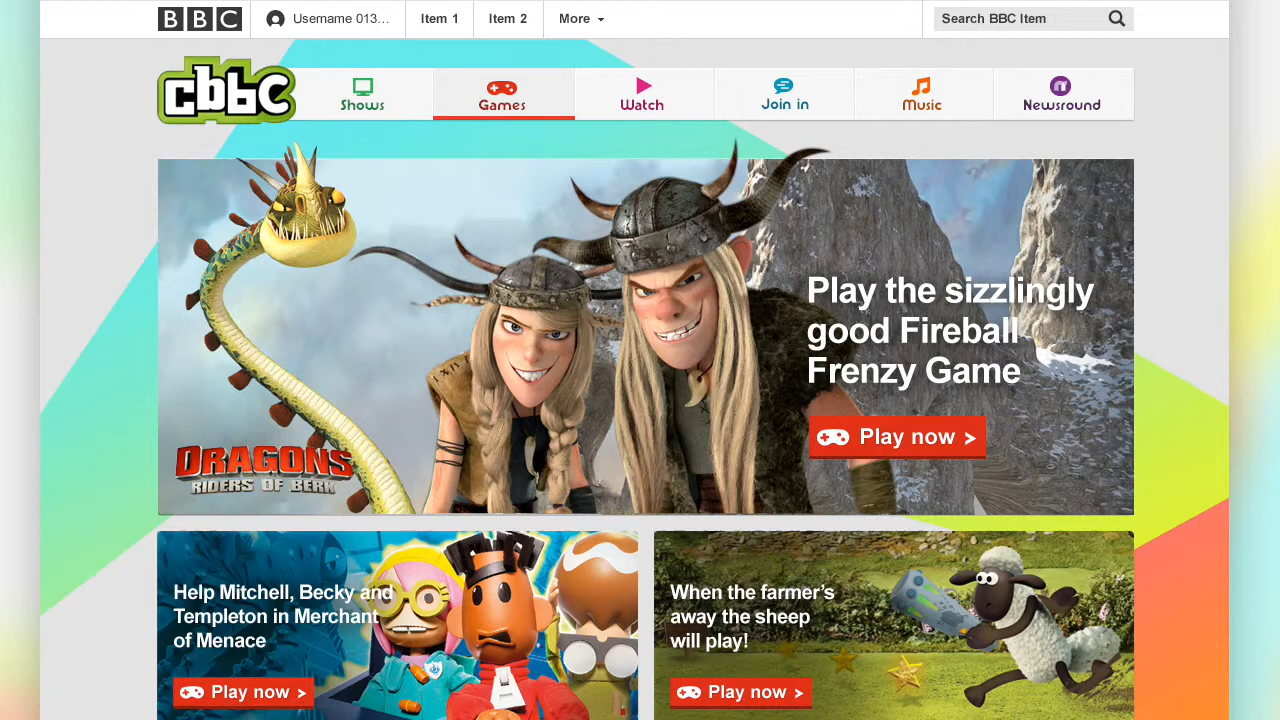 BBC
Username 013...
Item 1
Item 2
More
Search BBC Item
cbbc
Shows
Games
Watch
Join in
Music
Newsround
Play the sizzlingly
good Fireball
Frenzy Game
Play now >
DRAGONS
RIDERS OF BERK
Help Mitchell, Becky and
Templeton in Merchant
of Menace
Play now >
When the farmer's
away the sheep
will play!
Play now >